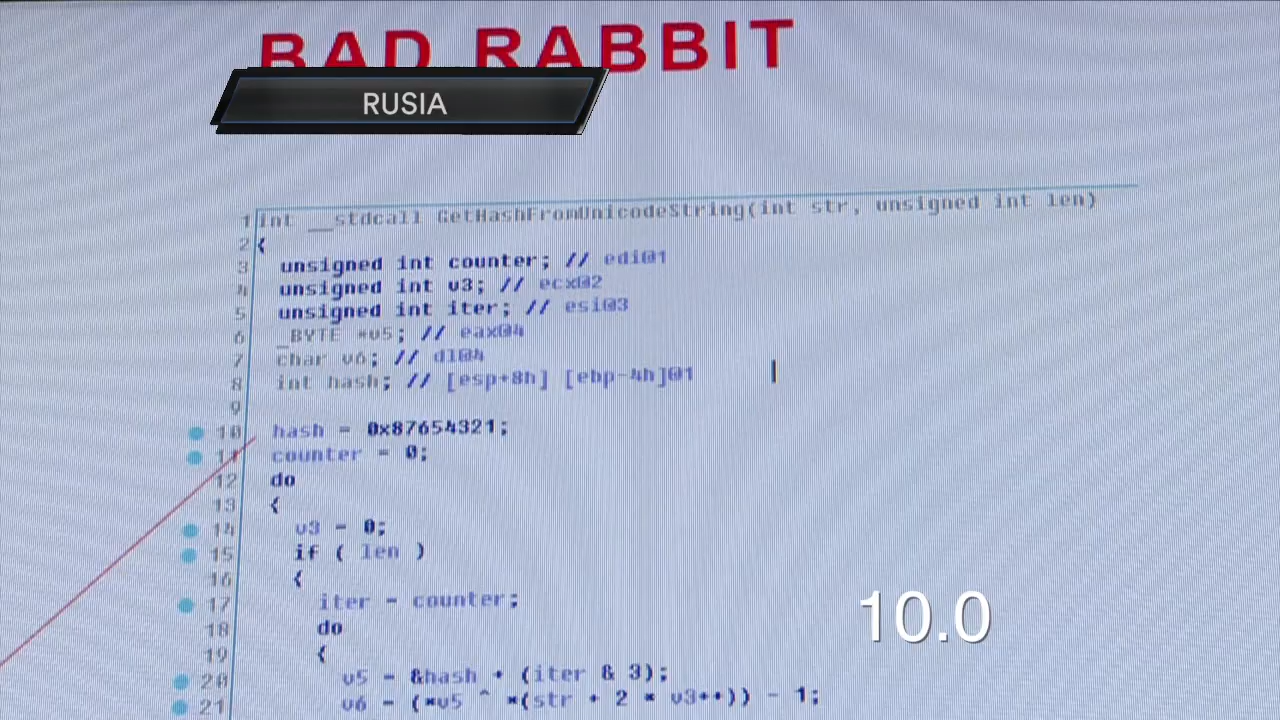 BAD RABBIT
RUSIA
1 int __stdcall GetHashFromUnicodeString(int str, unsigned int len)
2 {
3 unsigned int counter; // edi@1
4 unsigned int v3; // ecx@2
5 unsigned int iter; // esi@3
6 _BYTE *v5; // eax@4
7 char v6; // dl@4
8 int hash; // [esp+8h] [ebp-4h]@1
9
10 hash = 0x87654321;
11 counter = 0;
12 do
13 {
14 v3 = 0;
15 if ( len )
16 {
17 iter = counter;
18 do
19 {
20 v5 = &hash + (iter & 3);
21 v6 = (*v5 ^ *(str + 2 * v3++)) - 1;
10.0